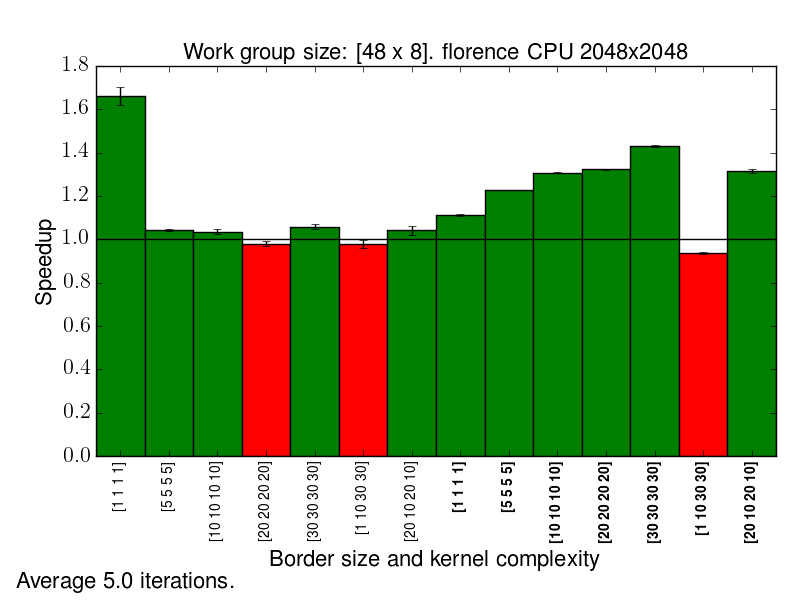 Work group size: [48 x 8]. florence CPU 2048x2048
1.8
1.6
1.4
1.2
1.0
0.8
0.6
0.4
0.2
0.0
Speedup
[1 1 1 1]
[5 5 5 5]
[10 10 10 10]
[20 20 20 20]
[30 30 30 30]
[1 10 30 30]
[20 10 20 10]
[1 1 1 1]
[5 5 5 5]
[10 10 10 10]
[20 20 20 20]
[30 30 30 30]
[1 10 30 30]
[20 10 20 10]
Border size and kernel complexity
Average 5.0 iterations.